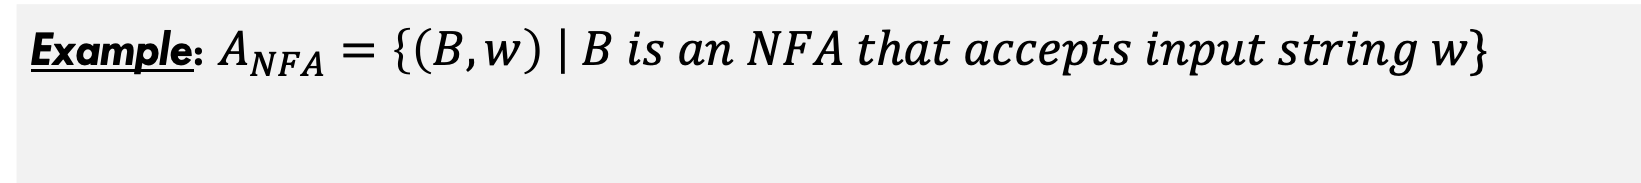 Example: A_NFA = {(B, w) | B is an NFA that accepts input string w}